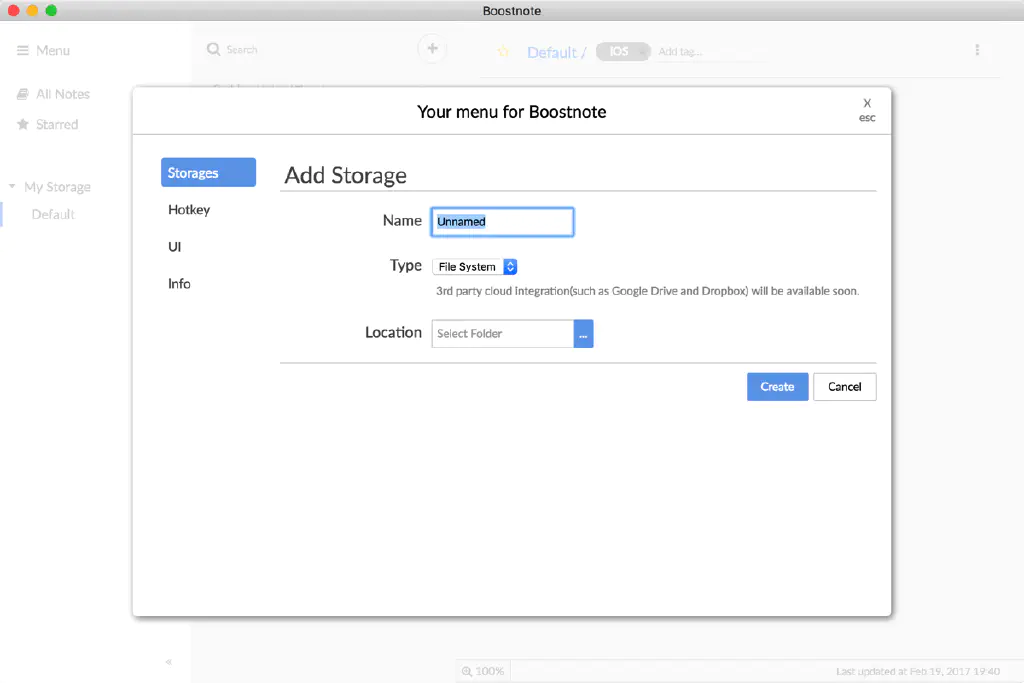 Boostnote
Menu
Search
+
Default /
IOS
Add tag...
All Notes
Starred
My Storage
Default
Your menu for Boostnote
X
esc
Storages
Hotkey
UI
Info
Add Storage
Name
Unnamed
Type
File System
3rd party cloud integration(such as Google Drive and Dropbox) will be available soon.
Location
Select Folder
...
Create
Cancel
100%
Last updated at Feb 19, 2017 19:40